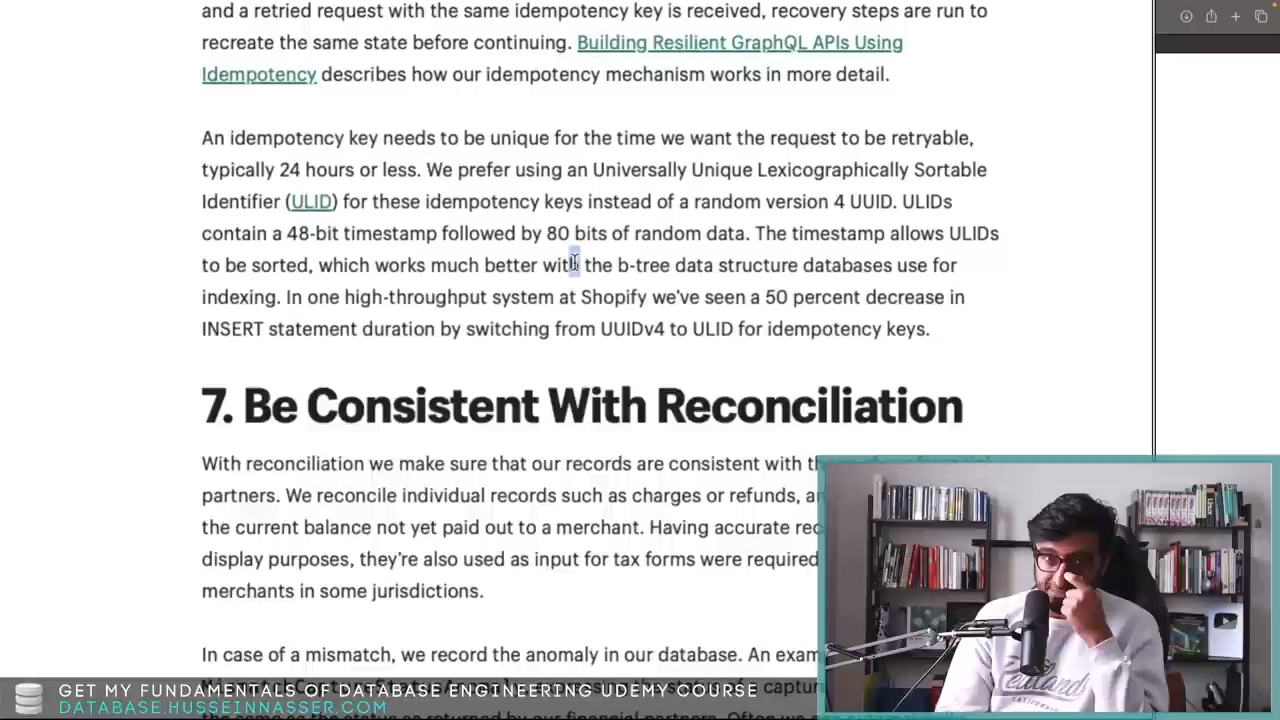 and a retried request with the same idempotency key is received, recovery steps are run to
recreate the same state before continuing. Building Resilient GraphQL APIs Using
Idempotency describes how our idempotency mechanism works in more detail.
An idempotency key needs to be unique for the time we want the request to be retryable,
typically 24 hours or less. We prefer using an Universally Unique Lexicographically Sortable
Identifier (ULID) for these idempotency keys instead of a random version 4 UUID. ULIDs
contain a 48-bit timestamp followed by 80 bits of random data. The timestamp allows ULIDs
to be sorted, which works much better with the b-tree data structure databases use for
indexing. In one high-throughput system at Shopify we've seen a 50 percent decrease in
INSERT statement duration by switching from UUIDv4 to ULID for idempotency keys.
7. Be Consistent With Reconciliation
With reconciliation we make sure that our records are consistent with
partners. We reconcile individual records such as charges or refunds,
the current balance not yet paid out to a merchant. Having accurate
display purposes, they're also used as input for tax forms were required
merchants in some jurisdictions.
In case of a mismatch, we record the anomaly in our database. An
GET MY FUNDAMENTALS OF DATABASE ENGINEERING UDEMY COURSE
DATABASE.HUSSEINNASSER.COM